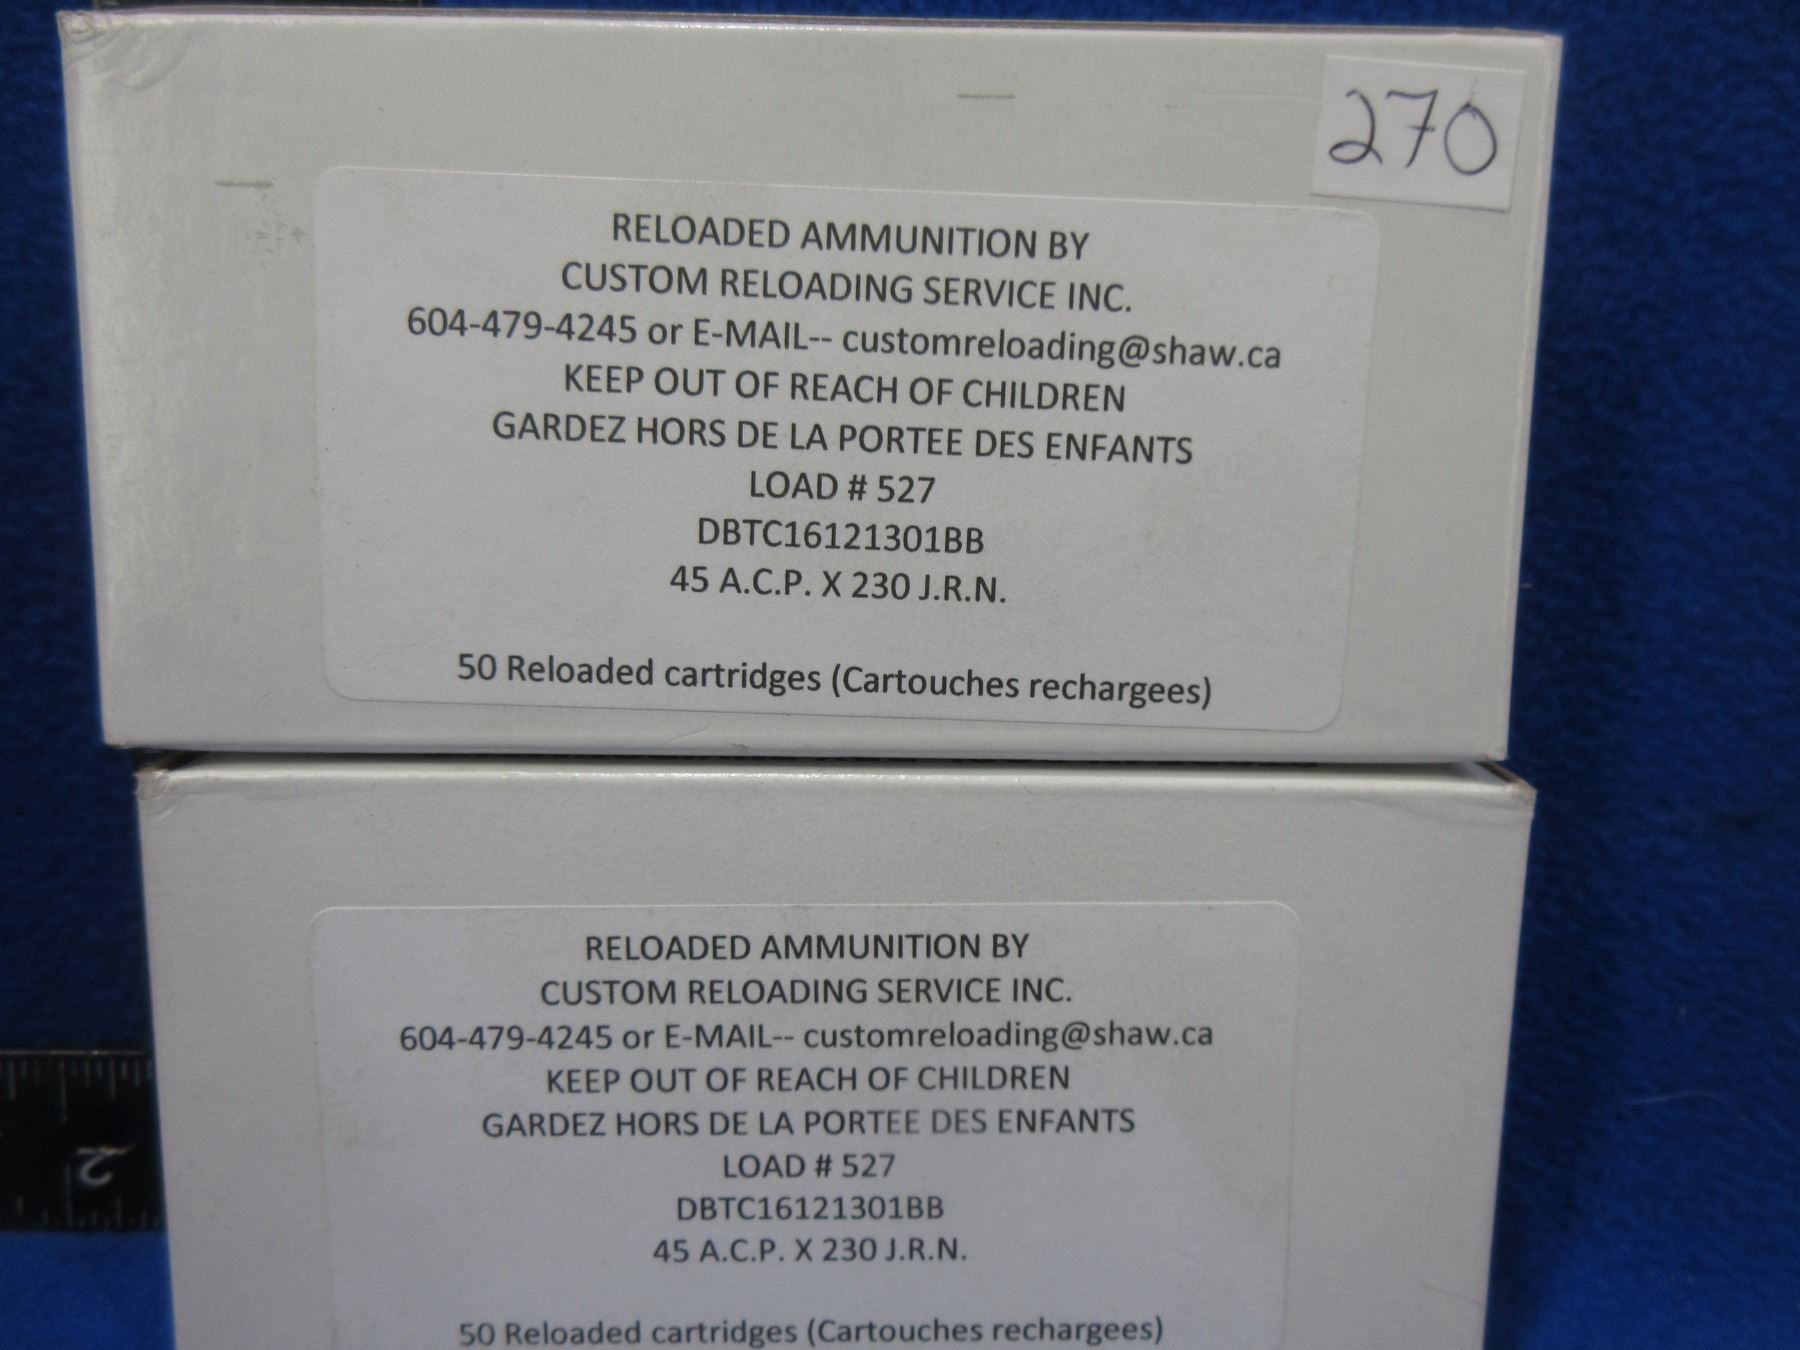 270
RELOADED AMMUNITION BY
CUSTOM RELOADING SERVICE INC.
604-479-4245 or E-MAIL-- customreloading@shaw.ca
KEEP OUT OF REACH OF CHILDREN
GARDEZ HORS DE LA PORTEE DES ENFANTS
LOAD # 527
DBTC16121301BB
45 A.C.P. X 230 J.R.N.
50 Reloaded cartridges (Cartouches rechargees)
RELOADED AMMUNITION BY
CUSTOM RELOADING SERVICE INC.
604-479-4245 or E-MAIL-- customreloading@shaw.ca
KEEP OUT OF REACH OF CHILDREN
GARDEZ HORS DE LA PORTEE DES ENFANTS
LOAD # 527
DBTC16121301BB
45 A.C.P. X 230 J.R.N.
50 Reloaded cartridges (Cartouches rechargees)
2